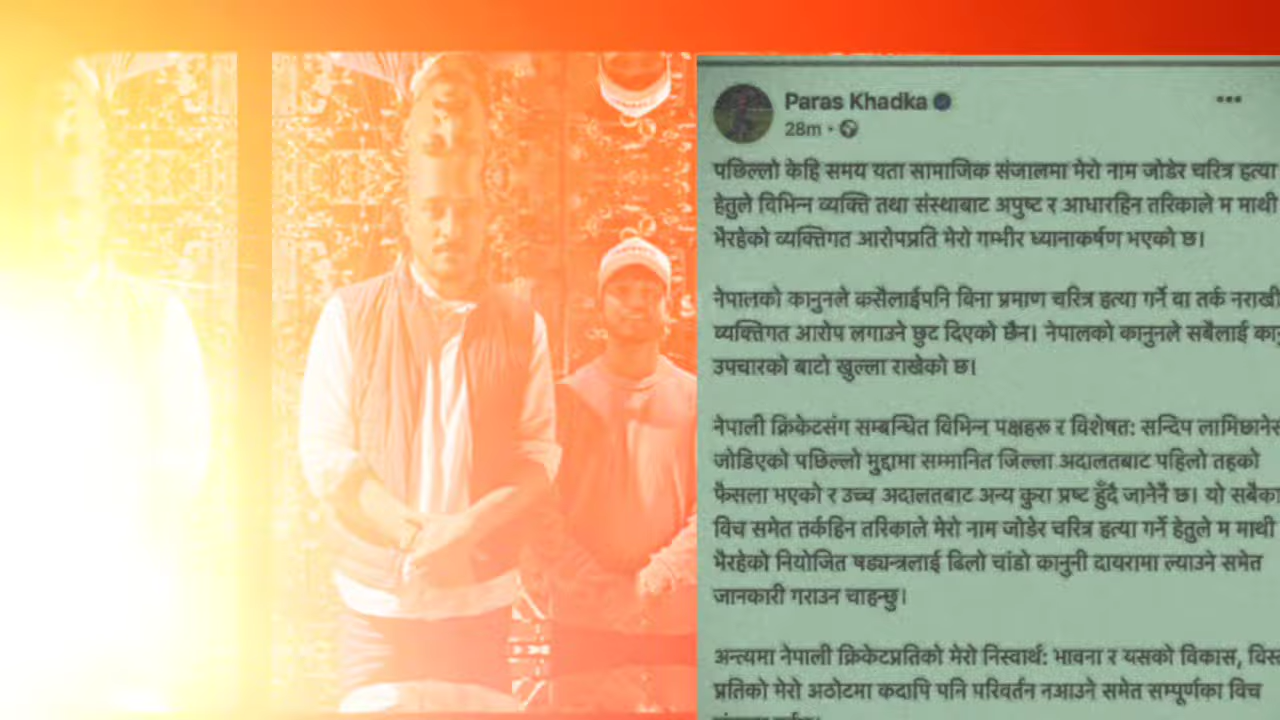 Paras Khadka
28m
पछिल्लो केहि समय यता सामाजिक संजालमा मेरो नाम जोडेर चरित्र हत्या
हेतुले विभिन्न व्यक्ति तथा संस्थाबाट अपुष्ट र आधारहिन तरिकाले म माथी
भैरहेको व्यक्तिगत आरोपप्रति मेरो गम्भीर ध्यानाकर्षण भएको छ।
नेपालको कानुनले कसैलाईपनि बिना प्रमाण चरित्र हत्या गर्ने वा तर्क नराखी
व्यक्तिगत आरोप लगाउने छुट दिएको छैन। नेपालको कानुनले सबैलाई
उपचारको बाटो खुल्ला राखेको छ।
नेपाली क्रिकेटसंग सम्बन्धित विभिन्न पक्षहरू र विशेषत: सन्दिप
जोडिएको पछिल्लो मुद्दामा सम्मानित जिल्ला अदालतबाट पहिलो तहको
फैसला भएको र उच्च अदालतबाट अन्य कुरा प्रष्ट हुँदै जानेनै छ। यो
विच समेत तर्कहिन तरिकाले मेरो नाम जोडेर चरित्र हत्या गर्ने हेतुले म माथी
भैरहेको नियोजित षड्यन्त्रलाई ढिलो चांडो कानुनी दायरामा ल्याउने समेत
जानकारी गराउन चाहन्छु।
अन्त्यमा नेपाली क्रिकेटप्रतिको मेरो निस्वार्थ: भावना र यसको विकास,
प्रतिको मेरो अठोटमा कदापि पनि परिवर्तन नआउने समेत सम्पूर्णका विच